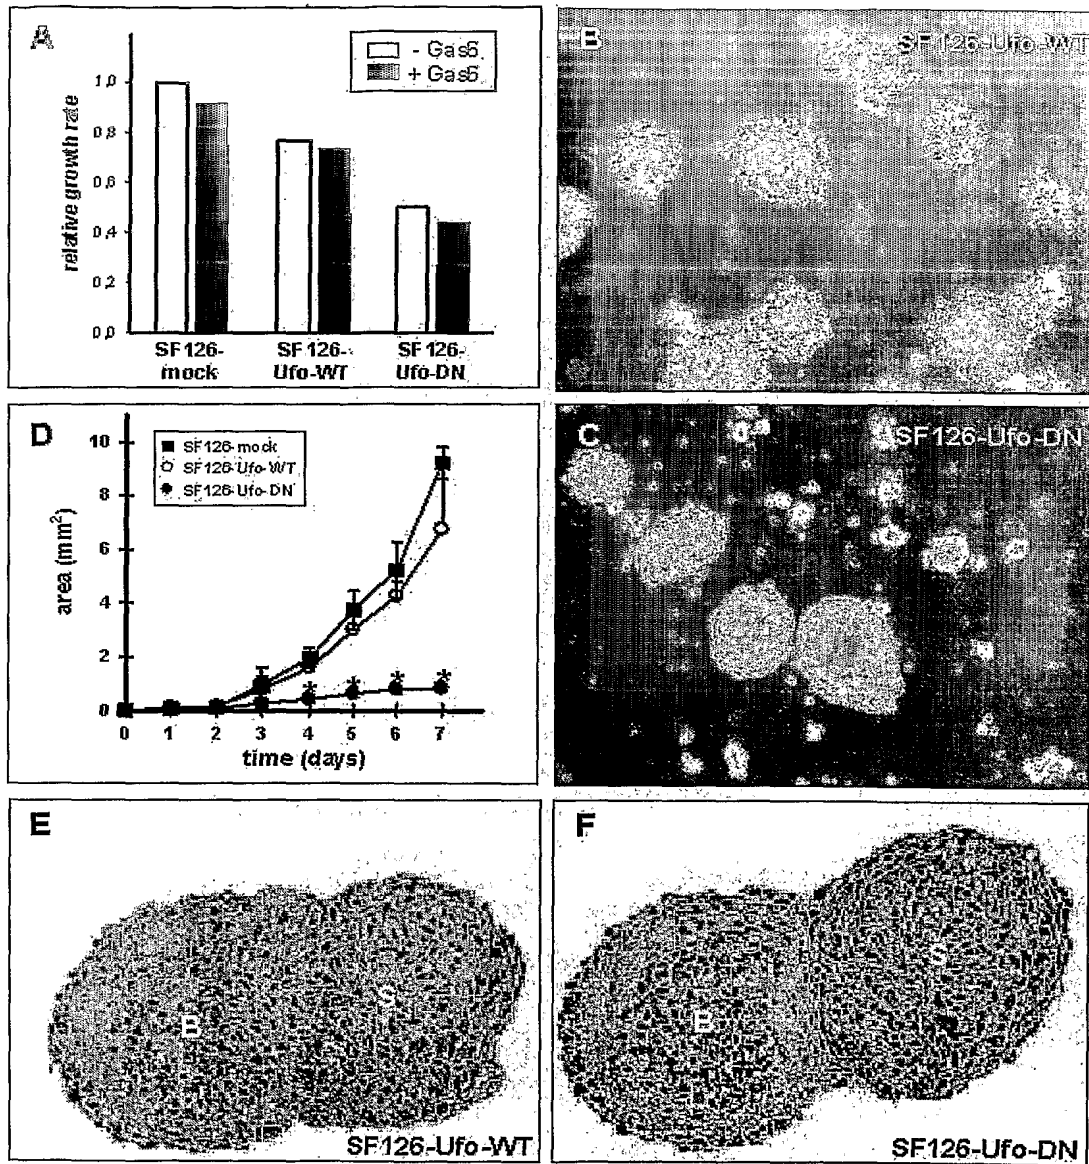 A
- Gas6
+ Gas6
relative growth rate
1,0
0,8
0,6
0,4
0,2
0,0
SF126-
mock
SF126-
Ufo-WT
SF126-
Ufo-DN
B
SF126-Ufo-WT
D
SF126-mock
SF126-Ufo-WT
SF126-Ufo-DN
area (mm²)
10
8
6
4
2
0
* * * *
0 1 2 3 4 5 6 7
time (days)
C
SF126-Ufo-DN
E
B
S
SF126-Ufo-WT
F
B
S
SF126-Ufo-DN